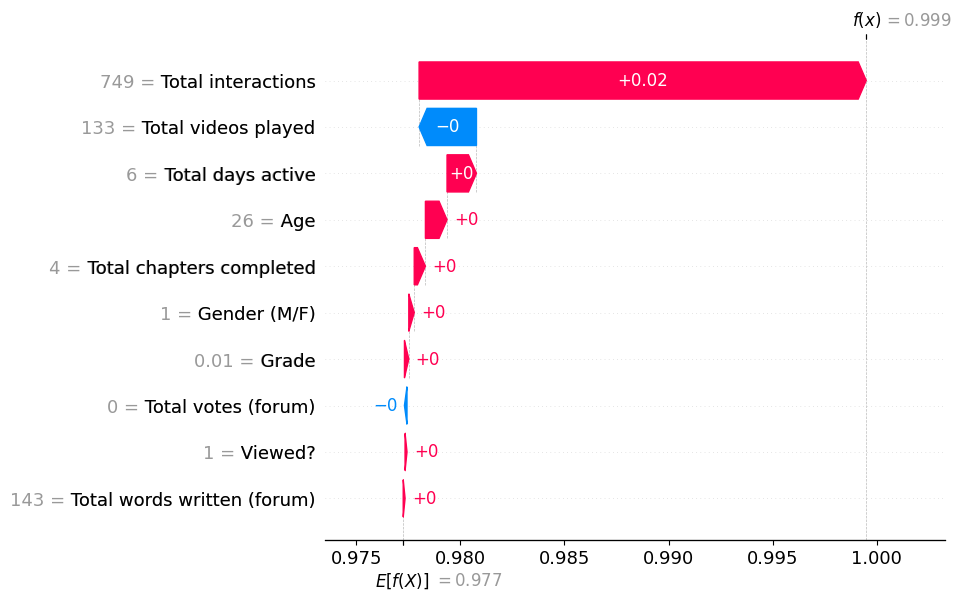 f(x) = 0.999
749 = Total interactions +0.02
133 = Total videos played −0
6 = Total days active +0
26 = Age +0
4 = Total chapters completed +0
1 = Gender (M/F) +0
0.01 = Grade +0
0 = Total votes (forum) −0
1 = Viewed? +0
143 = Total words written (forum) +0
0.975 0.980 0.985 0.990 0.995 1.000
E[f(X)] = 0.977